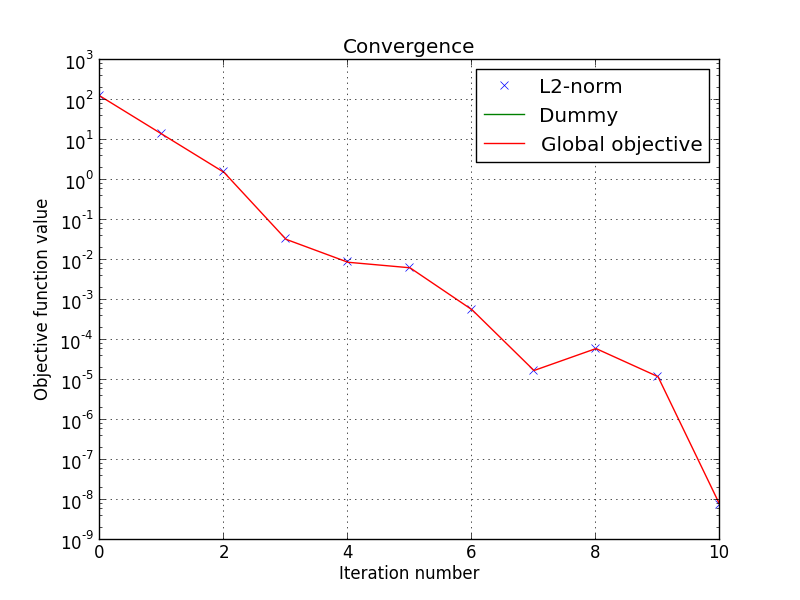 Convergence
10^3
10^2
10^1
10^0
10^-1
10^-2
10^-3
10^-4
10^-5
10^-6
10^-7
10^-8
10^-9
Objective function value
L2-norm
Dummy
Global objective
0 2 4 6 8 10
Iteration number